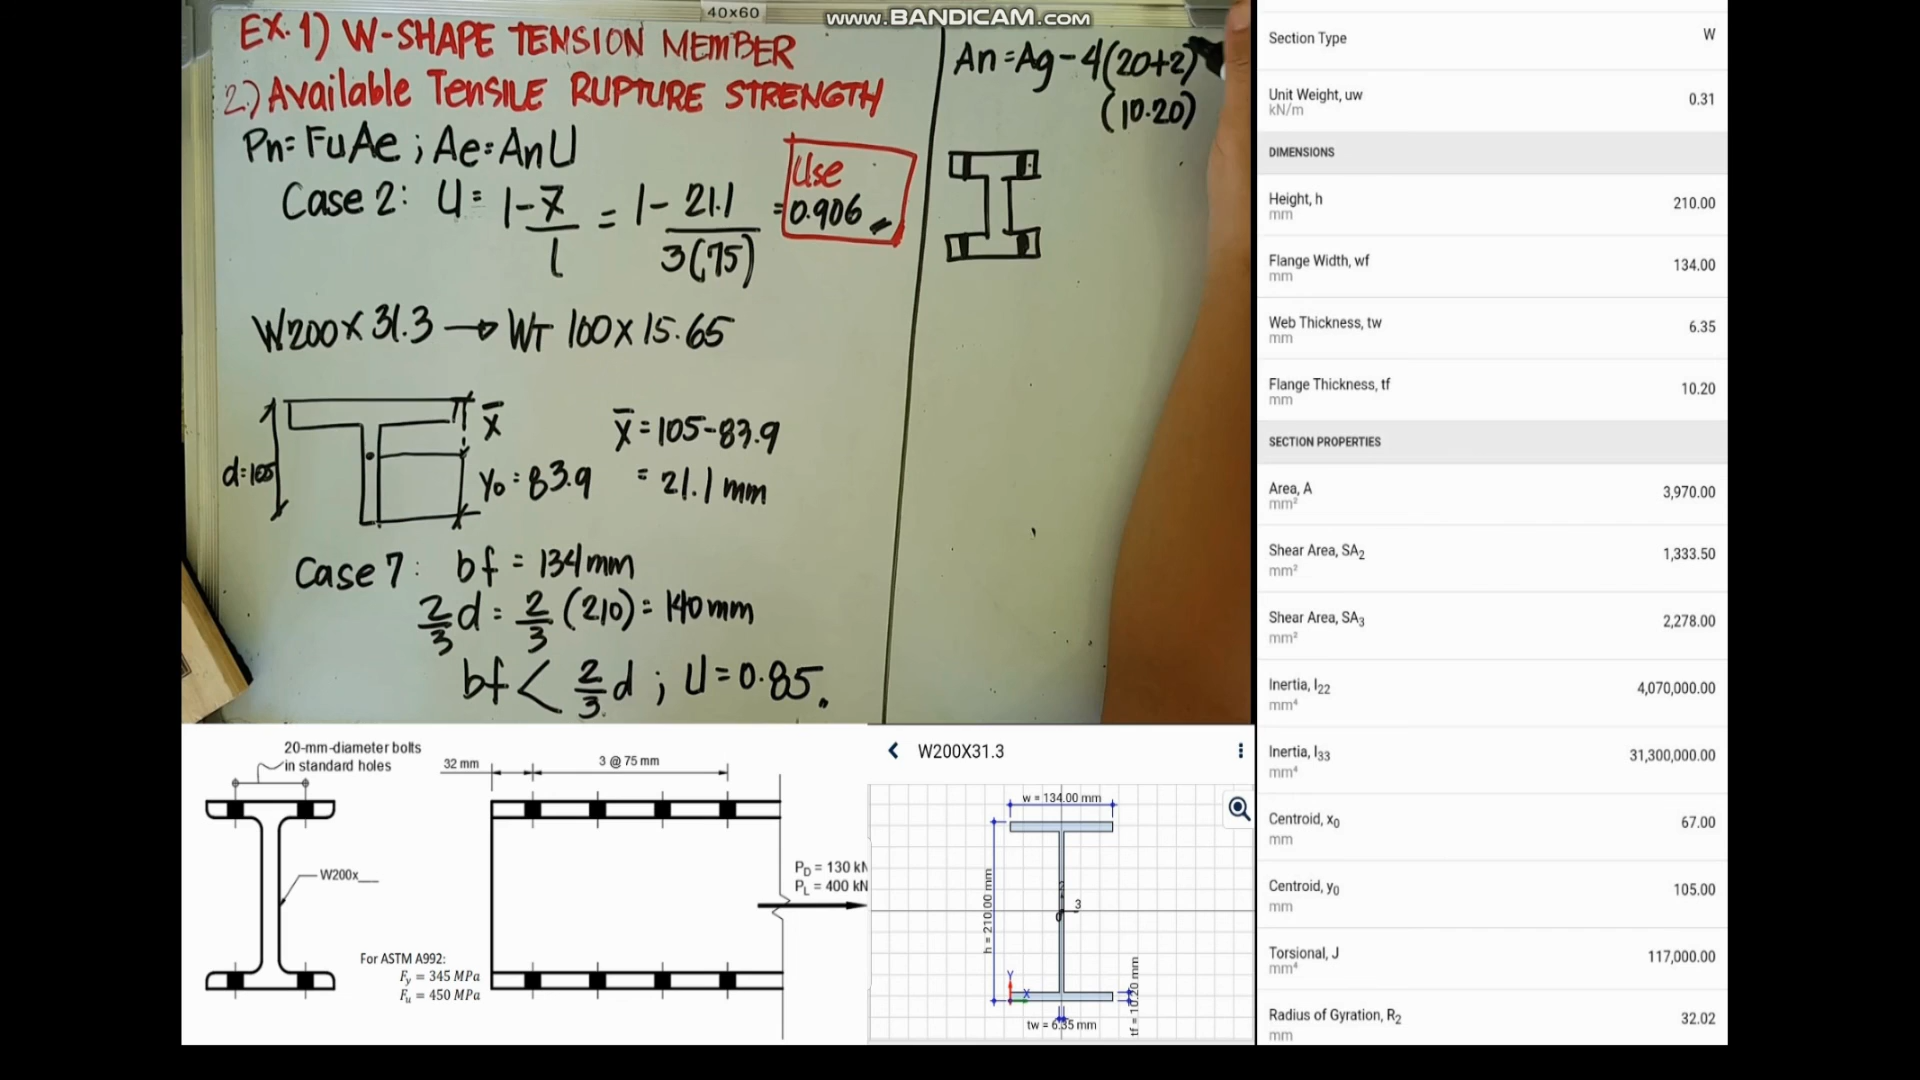 40x60
www.BANDICAM.com
EX.1) W-SHAPE TENSION MEMBER
2.) Available TENSILE RUPTURE STRENGTH
Pn=FuAe ; Ae=AnU
Case 2: U = 1-x̄/l = 1-21.1/3(75) = 0.906
Use
W200X31.3 → WT 100X15.65
x̄
d=105
Yo = 83.9
x̄ = 105-83.9
= 21.1 mm
Case 7: bf = 134mm
2/3 d = 2/3 (210) = 140mm
bf < 2/3 d ; U=0.85
An=Ag-4(20+2)
(10.20)
20-mm-diameter bolts
in standard holes
W200x___
For ASTM A992:
Fy = 345 MPa
Fu = 450 MPa
32 mm
3 @ 75 mm
PD = 130 kN
PL = 400 kN
W200X31.3
w = 134.00 mm
h = 210.00 mm
2
3
0
Y
X
tw = 6.35 mm
tf = 10.20 mm
Section Type W
Unit Weight, uw
kN/m
0.31
DIMENSIONS
Height, h
mm
210.00
Flange Width, wf
mm
134.00
Web Thickness, tw
mm
6.35
Flange Thickness, tf
mm
10.20
SECTION PROPERTIES
Area, A
mm²
3,970.00
Shear Area, SA2
mm²
1,333.50
Shear Area, SA3
mm²
2,278.00
Inertia, I22
mm⁴
4,070,000.00
Inertia, I33
mm⁴
31,300,000.00
Centroid, x0
mm
67.00
Centroid, y0
mm
105.00
Torsional, J
mm⁴
117,000.00
Radius of Gyration, R2
mm
32.02